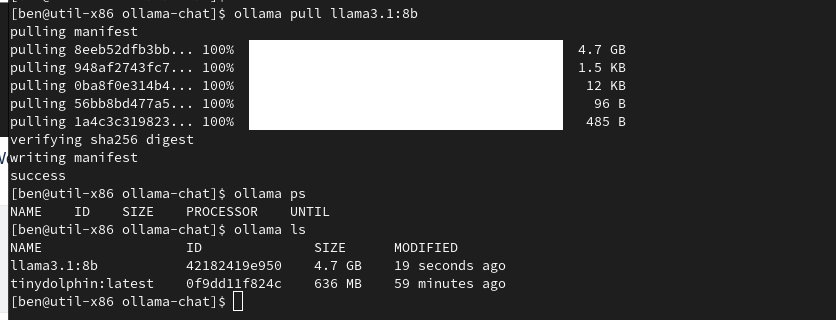 [ben@util-x86 ollama-chat]$ ollama pull llama3.1:8b
pulling manifest
pulling 8eeb52dfb3bb... 100% 4.7 GB
pulling 948af2743fc7... 100% 1.5 KB
pulling 0ba8f0e314b4... 100% 12 KB
pulling 56bb8bd477a5... 100% 96 B
pulling 1a4c3c319823... 100% 485 B
verifying sha256 digest
writing manifest
success
[ben@util-x86 ollama-chat]$ ollama ps
NAME ID SIZE PROCESSOR UNTIL
[ben@util-x86 ollama-chat]$ ollama ls
NAME ID SIZE MODIFIED
llama3.1:8b 42182419e950 4.7 GB 19 seconds ago
tinydolphin:latest 0f9dd11f824c 636 MB 59 minutes ago
[ben@util-x86 ollama-chat]$